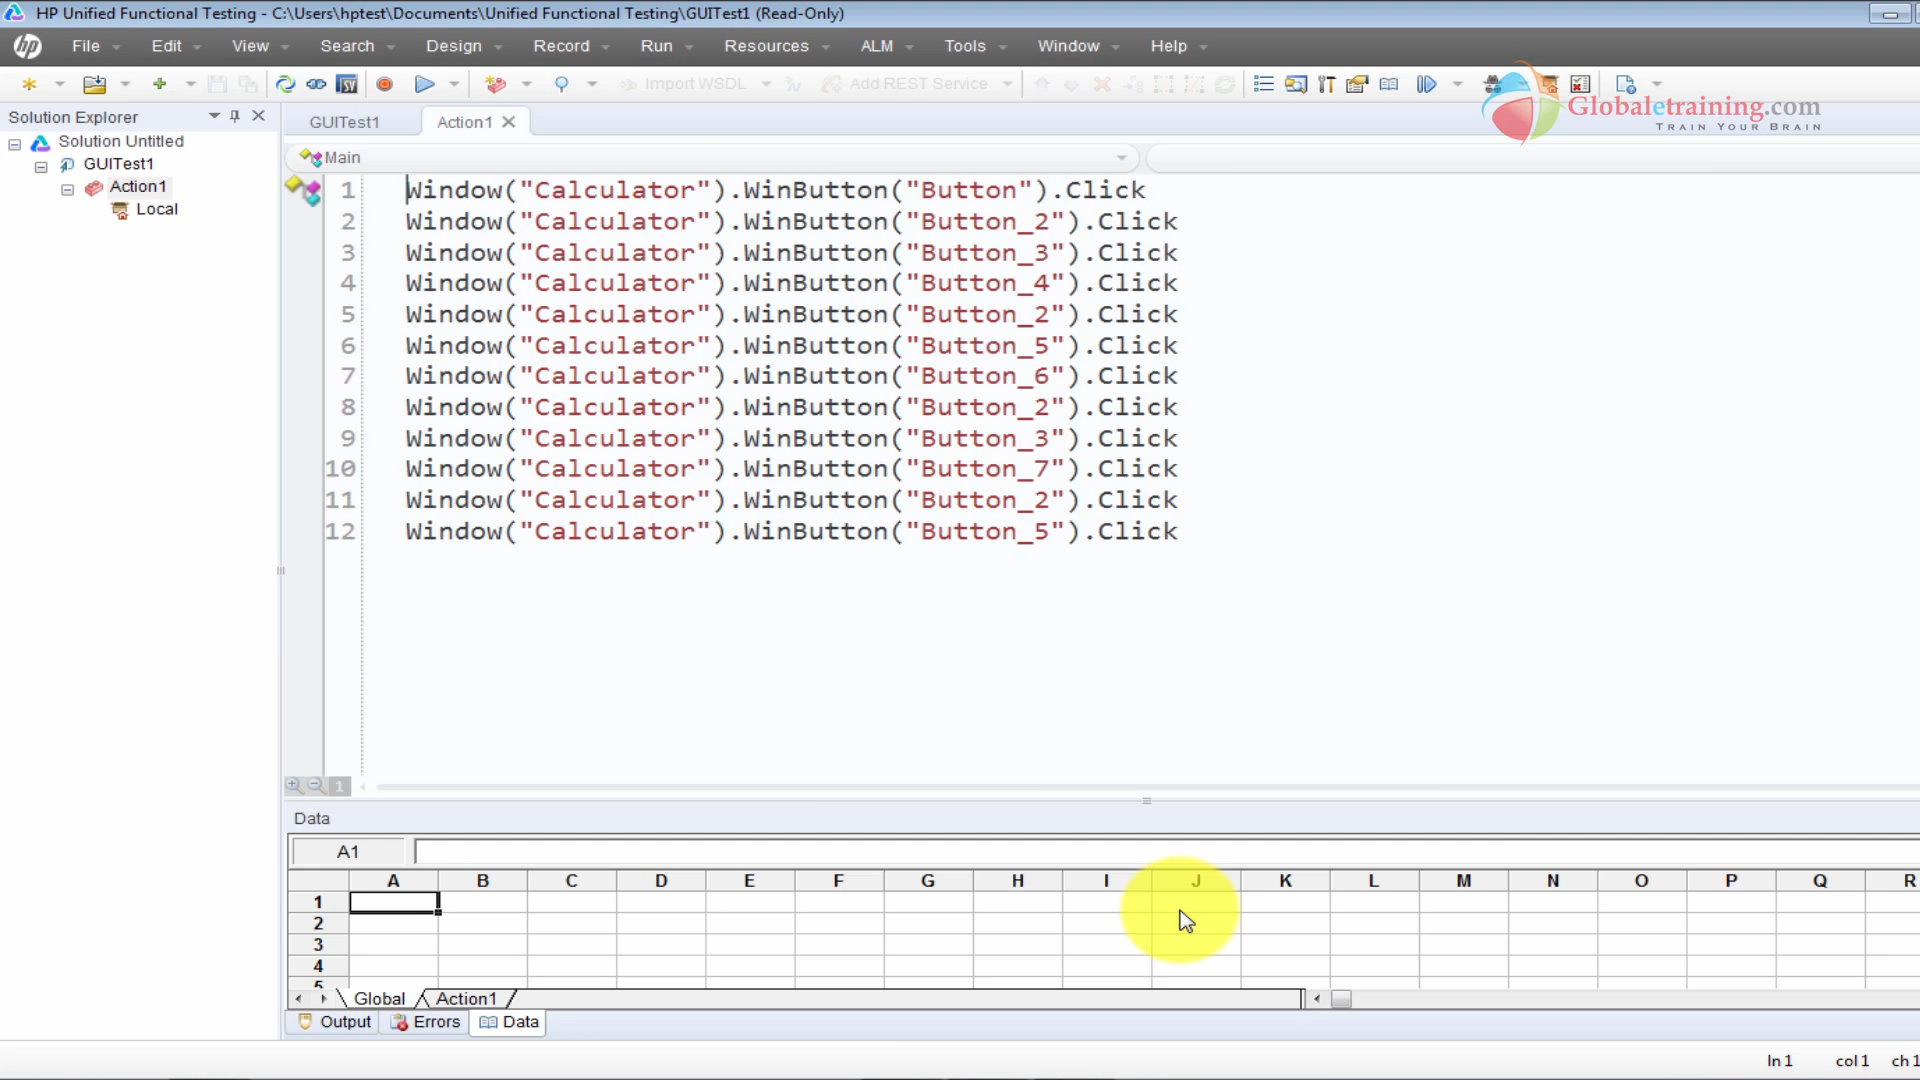 HP Unified Functional Testing - C:\Users\hptest\Documents\Unified Functional Testing\GUITest1 (Read-Only)
hp File Edit View Search Design Record Run Resources ALM Tools Window Help
SV Import WSDL Add REST Service
Globaletraining.com
TRAIN YOUR BRAIN
Solution Explorer
Solution Untitled
GUITest1
Action1
Local
GUITest1 Action1
Main
1 Window("Calculator").WinButton("Button").Click
2 Window("Calculator").WinButton("Button_2").Click
3 Window("Calculator").WinButton("Button_3").Click
4 Window("Calculator").WinButton("Button_4").Click
5 Window("Calculator").WinButton("Button_2").Click
6 Window("Calculator").WinButton("Button_5").Click
7 Window("Calculator").WinButton("Button_6").Click
8 Window("Calculator").WinButton("Button_2").Click
9 Window("Calculator").WinButton("Button_3").Click
10 Window("Calculator").WinButton("Button_7").Click
11 Window("Calculator").WinButton("Button_2").Click
12 Window("Calculator").WinButton("Button_5").Click
1
Data
A1
A B C D E F G H I J K L M N O P Q R
1
2
3
4
5
Global Action1
Output Errors Data
ln 1 col 1 ch 1